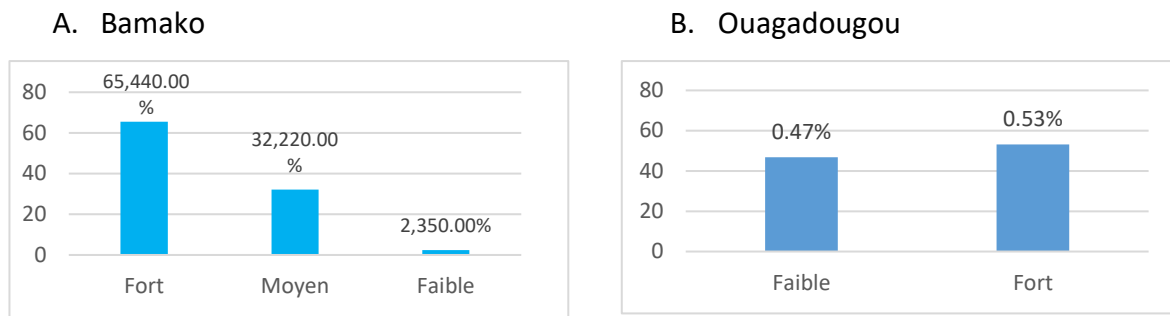 A. Bamako
80
60
40
20
0
65,440.00
%
32,220.00
%
2,350.00%
Fort
Moyen
Faible
B. Ouagadougou
80
60
40
20
0
0.47%
0.53%
Faible
Fort